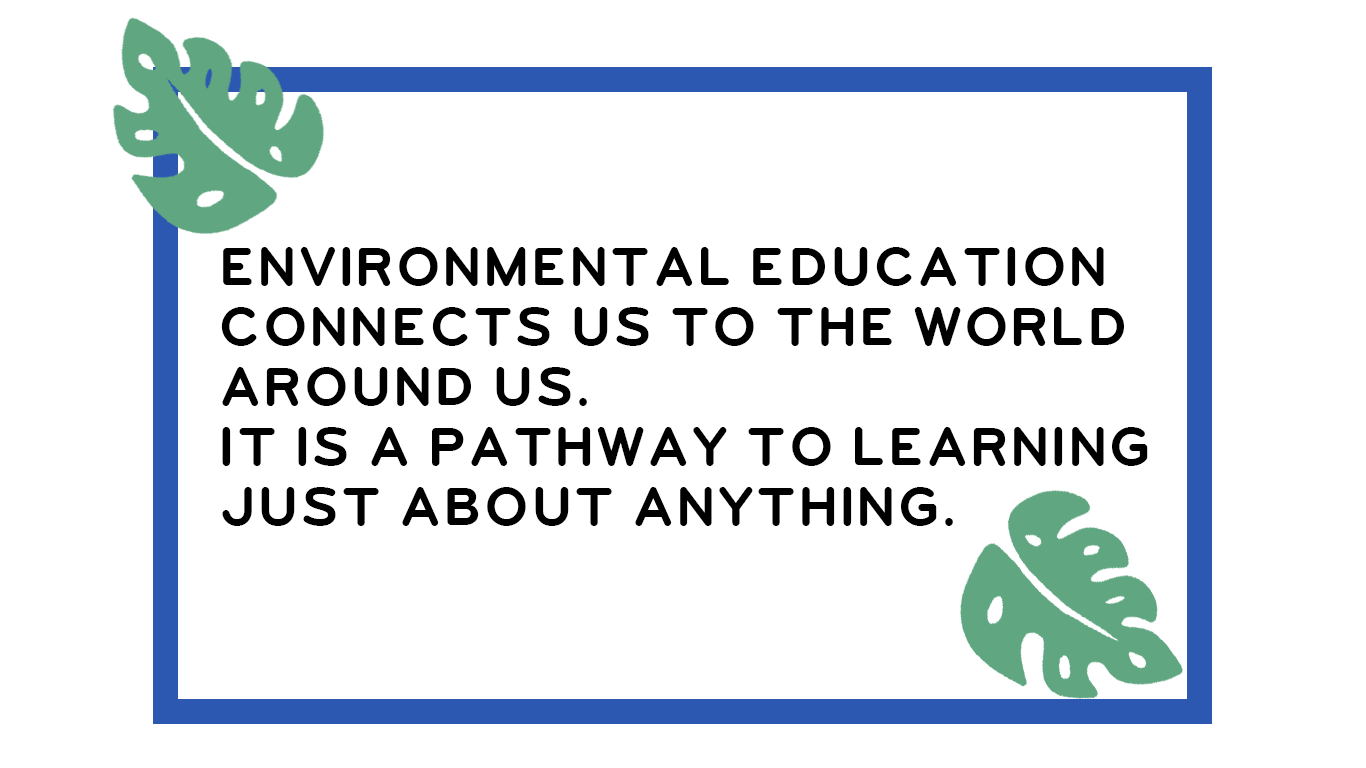 ENVIRONMENTAL EDUCATION
CONNECTS US TO THE WORLD
AROUND US.
IT IS A PATHWAY TO LEARNING
JUST ABOUT ANYTHING.